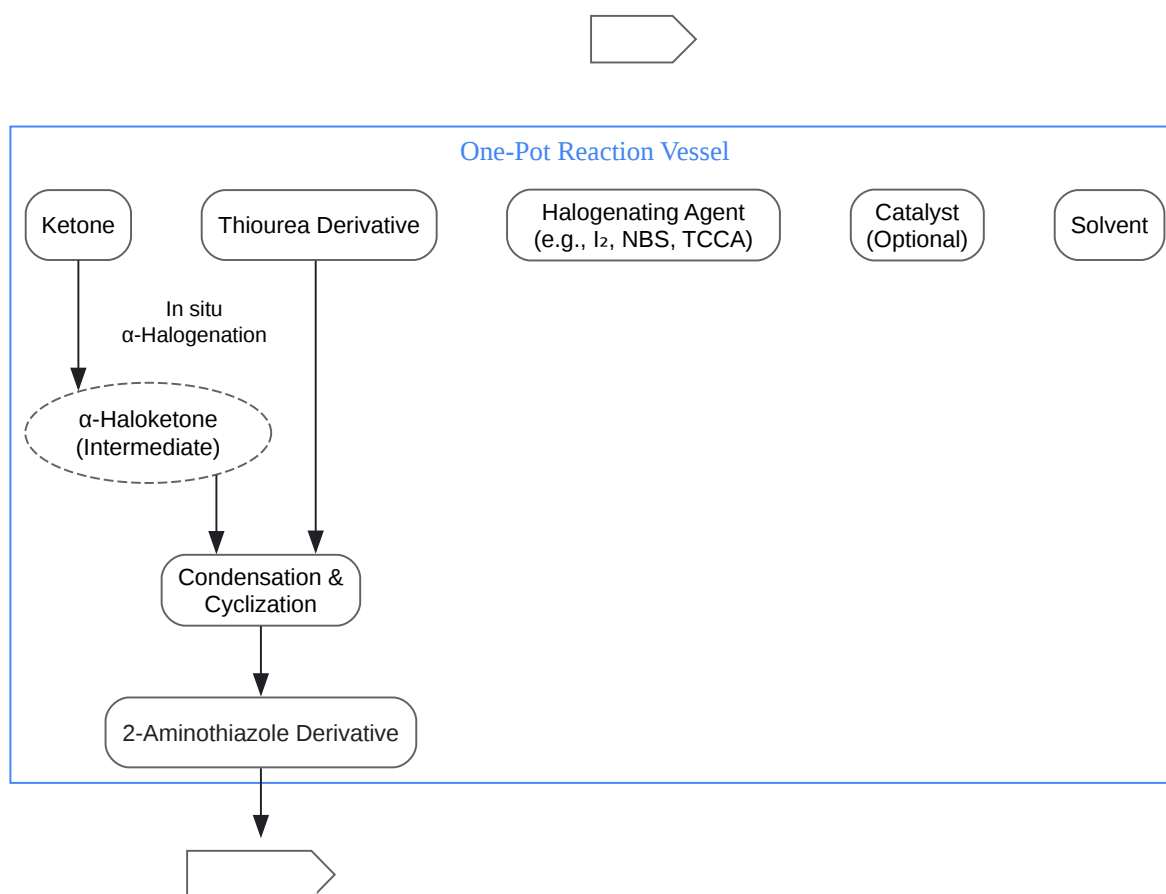 One-Pot Reaction Vessel
Ketone
Thiourea Derivative
Halogenating Agent
(e.g., I₂, NBS, TCCA)
Catalyst
(Optional)
Solvent
In situ
α-Halogenation
α-Haloketone
(Intermediate)
Condensation &
Cyclization
2-Aminothiazole Derivative